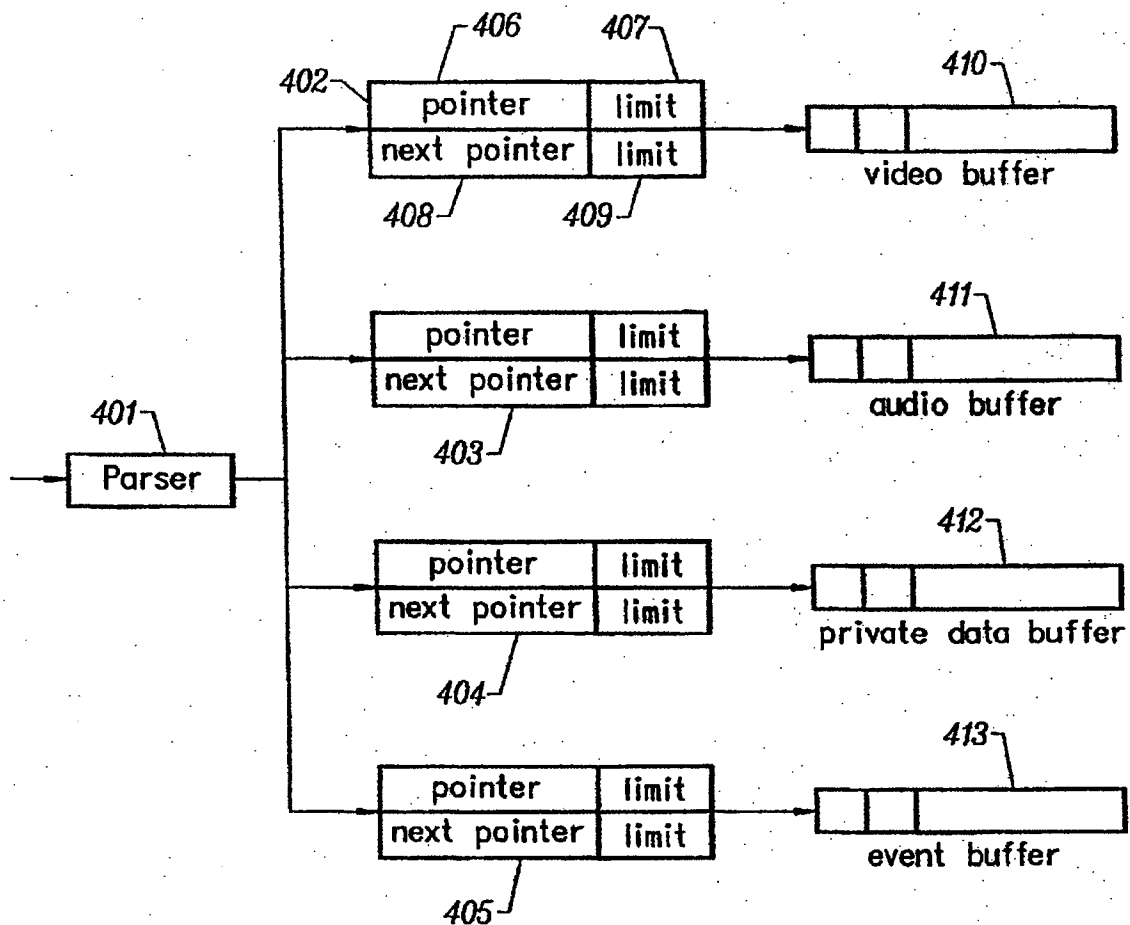 406 407 410
402
pointer limit
next pointer limit
video buffer
408 409
411
pointer limit
next pointer limit
audio buffer
401
403
Parser
412
pointer limit
next pointer limit
private data buffer
404
413
pointer limit
next pointer limit
event buffer
405